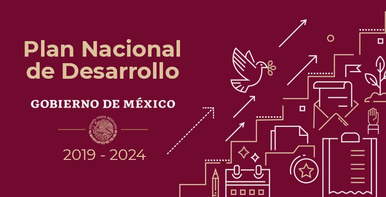 Plan Nacional
de Desarrollo
GOBIERNO DE MÉXICO
2019 - 2024